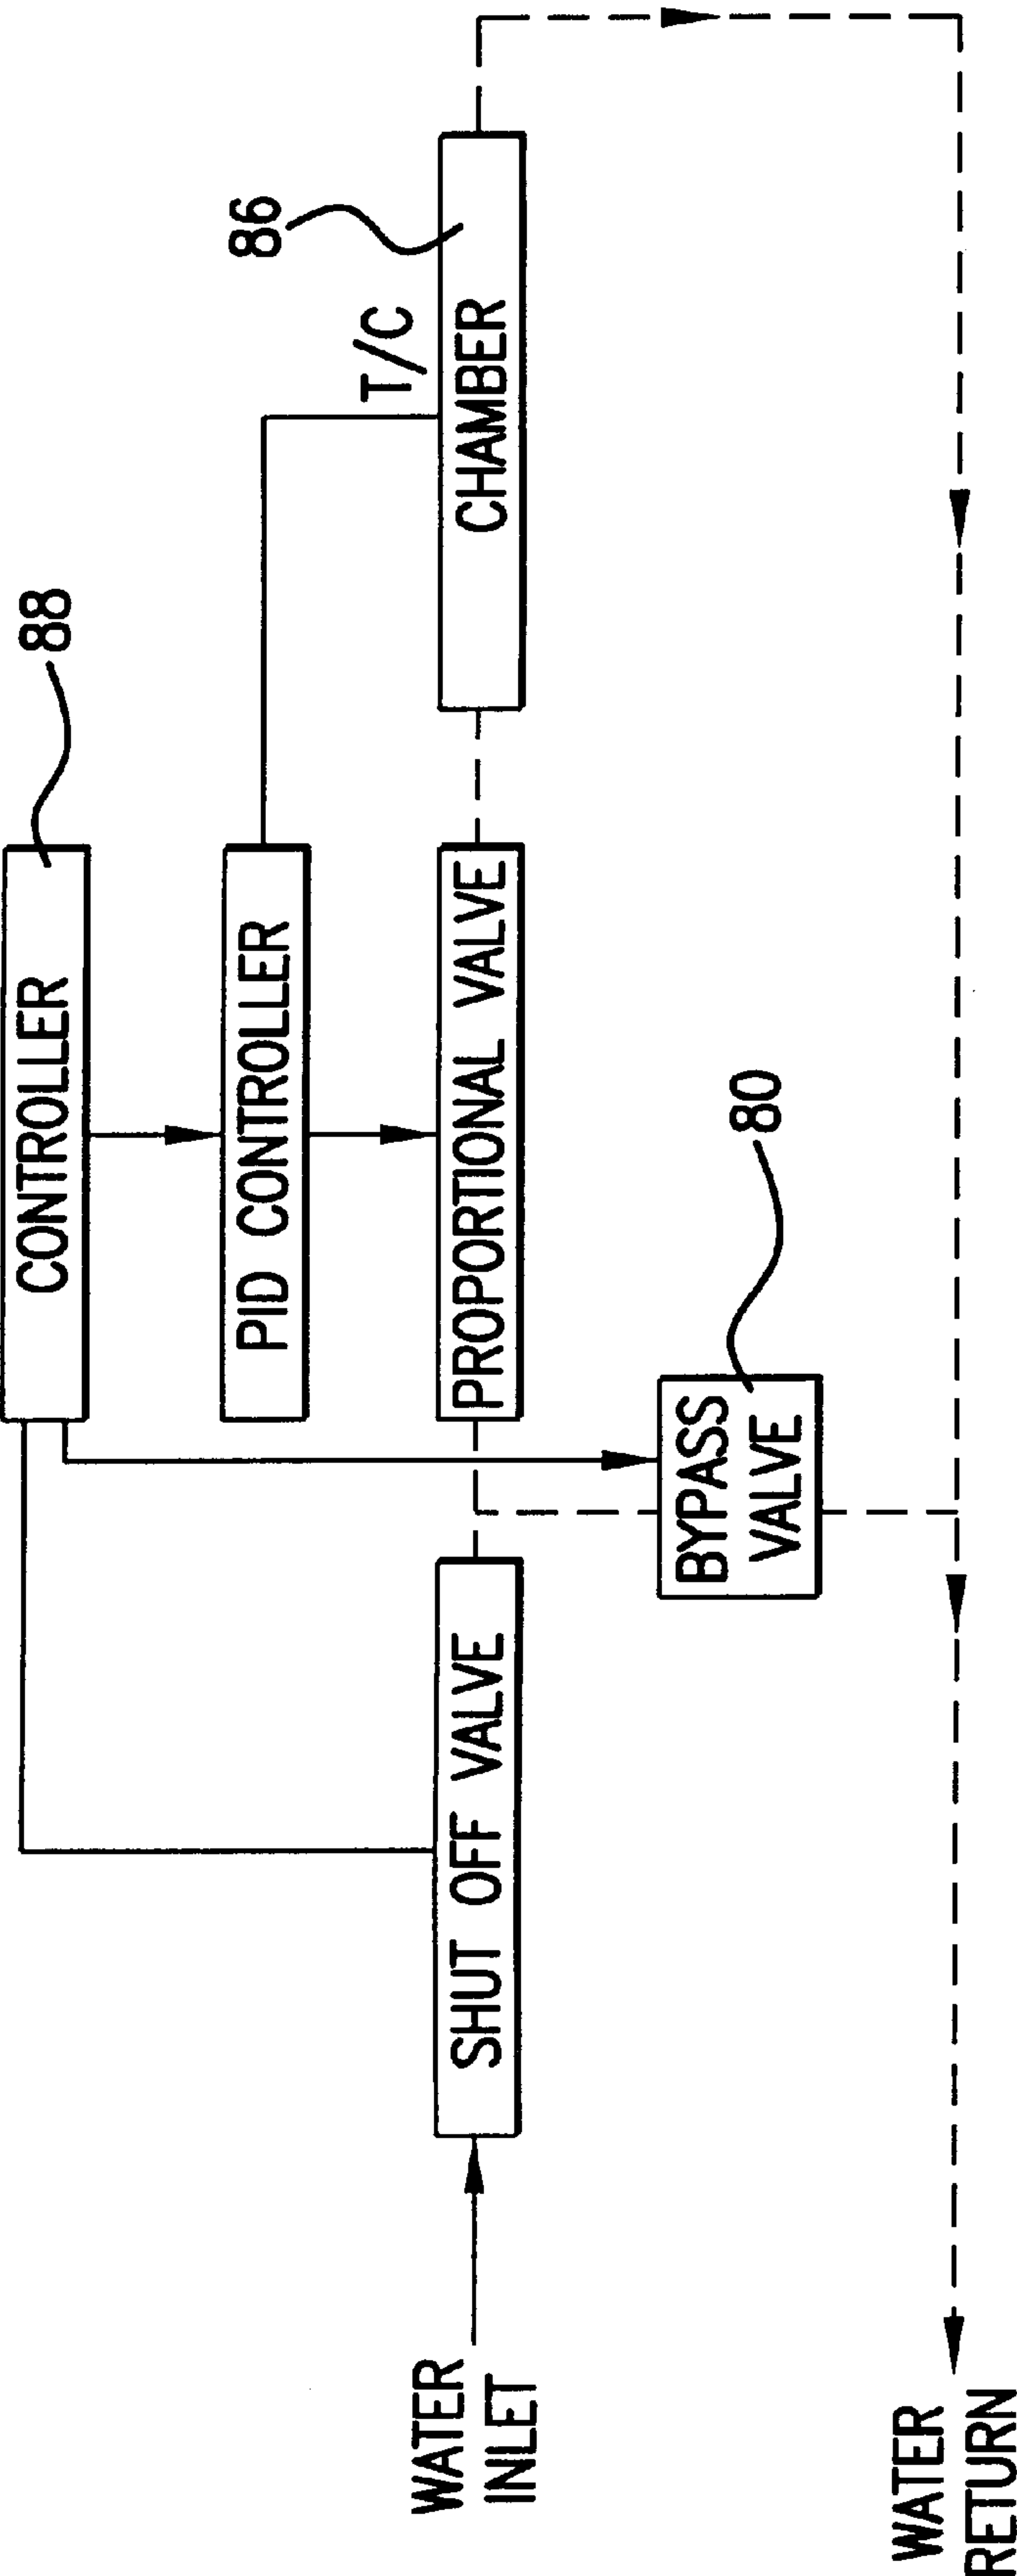 88
CONTROLLER
86
T/C
PID CONTROLLER
WATER
INLET
SHUT OFF VALVE
PROPORTIONAL VALVE
CHAMBER
80
BYPASS
VALVE
WATER
RETURN